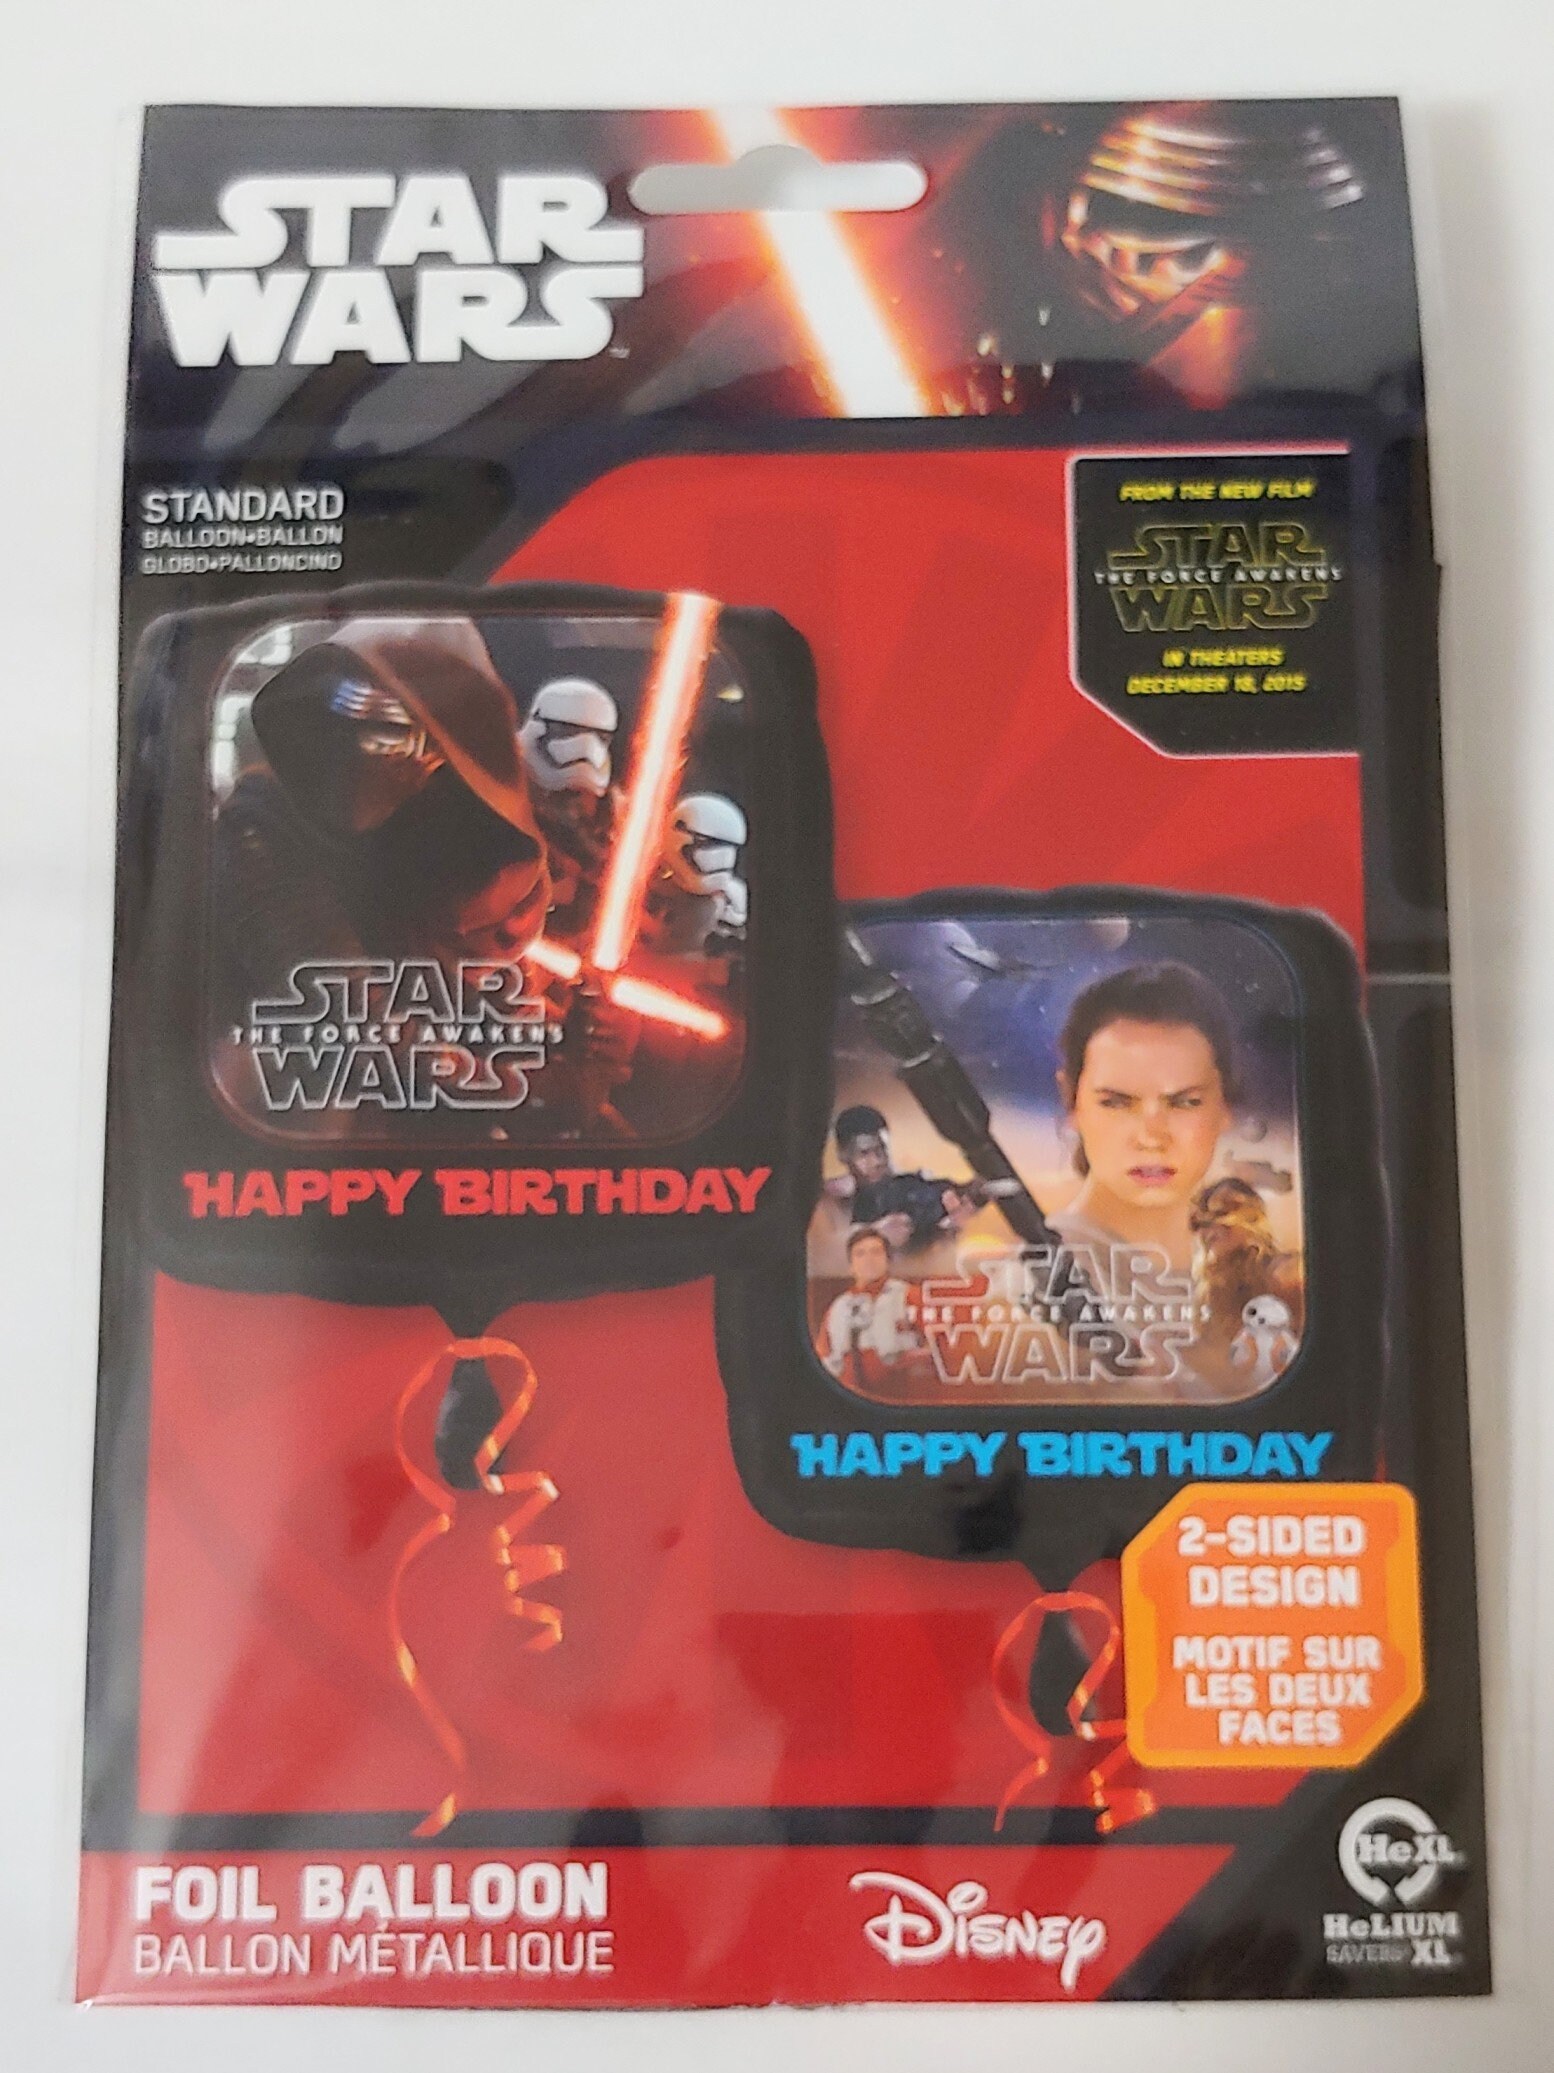 STAR
WARS
STANDARD
BALLOON•BALLON
GLOBO•PALLONCINO
FROM THE NEW FILM
STAR
THE FORCE AWAKENS
WARS
IN THEATERS
DECEMBER 18, 2015
STAR
THE FORCE AWAKENS
WARS
HAPPY BIRTHDAY
STAR
THE FORCE AWAKENS
WARS
HAPPY BIRTHDAY
2-SIDED
DESIGN
MOTIF SUR
LES DEUX
FACES
FOIL BALLOON
BALLON MÉTALLIQUE
DISNEY
HeXL
HeLIUM
SAVERS XL